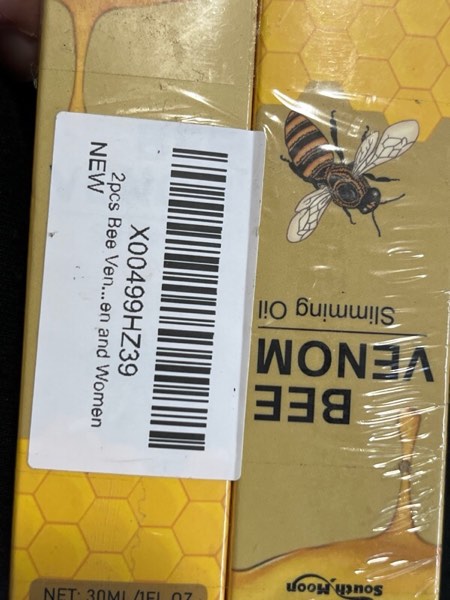 X00499HZ39
2pcs Bee Ven...en and Women
NEW
BEE
VENOM
Slimming Oil
South Moon
NET: 30ML/1FL.OZ